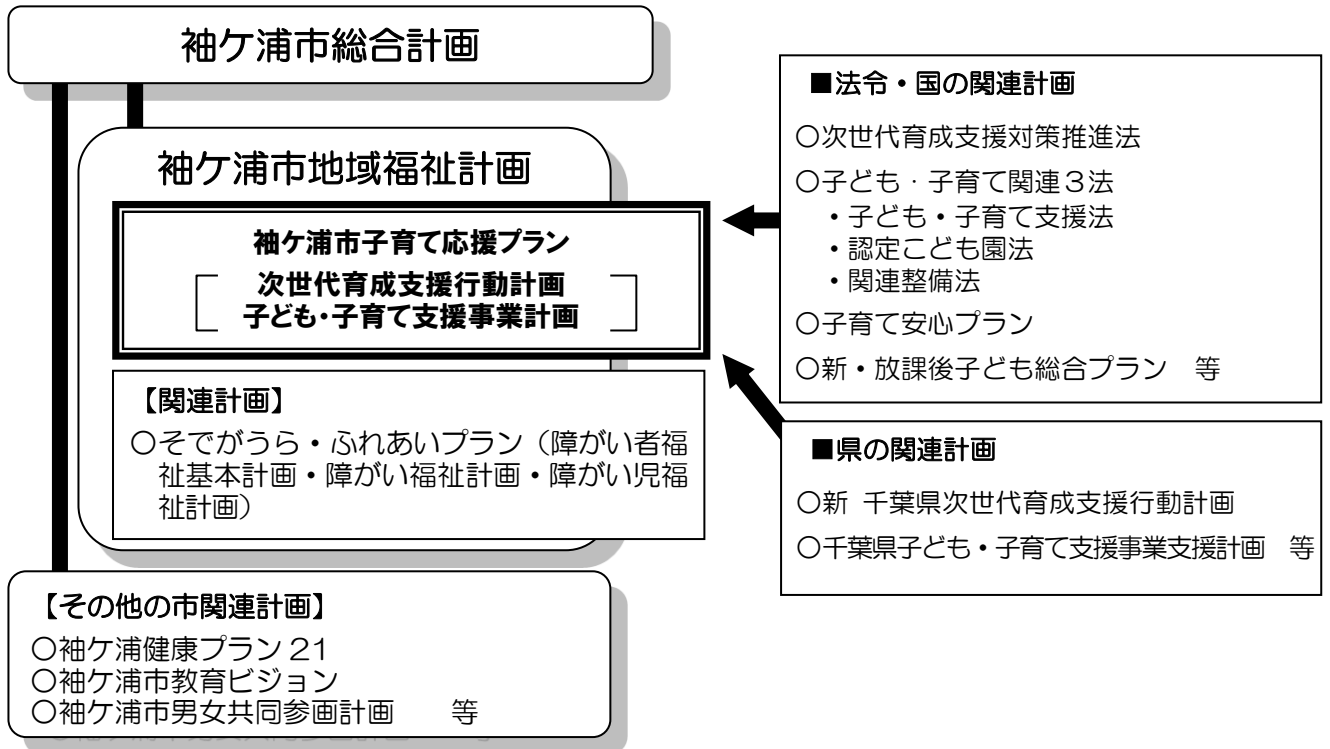 袖ケ浦市総合計画
袖ケ浦市地域福祉計画
袖ケ浦市子育て応援プラン
次世代育成支援行動計画
子ども・子育て支援事業計画
【関連計画】
○そでがうら・ふれあいプラン（障がい者福
祉基本計画・障がい福祉計画・障がい児福
祉計画）
【その他の市関連計画】
○袖ケ浦健康プラン 21
○袖ケ浦市教育ビジョン
○袖ケ浦市男女共同参画計画　　等
■法令・国の関連計画
○次世代育成支援対策推進法
○子ども・子育て関連３法
・子ども・子育て支援法
・認定こども園法
・関連整備法
○子育て安心プラン
○新・放課後子ども総合プラン　等
■県の関連計画
○新 千葉県次世代育成支援行動計画
○千葉県子ども・子育て支援事業支援計画　等